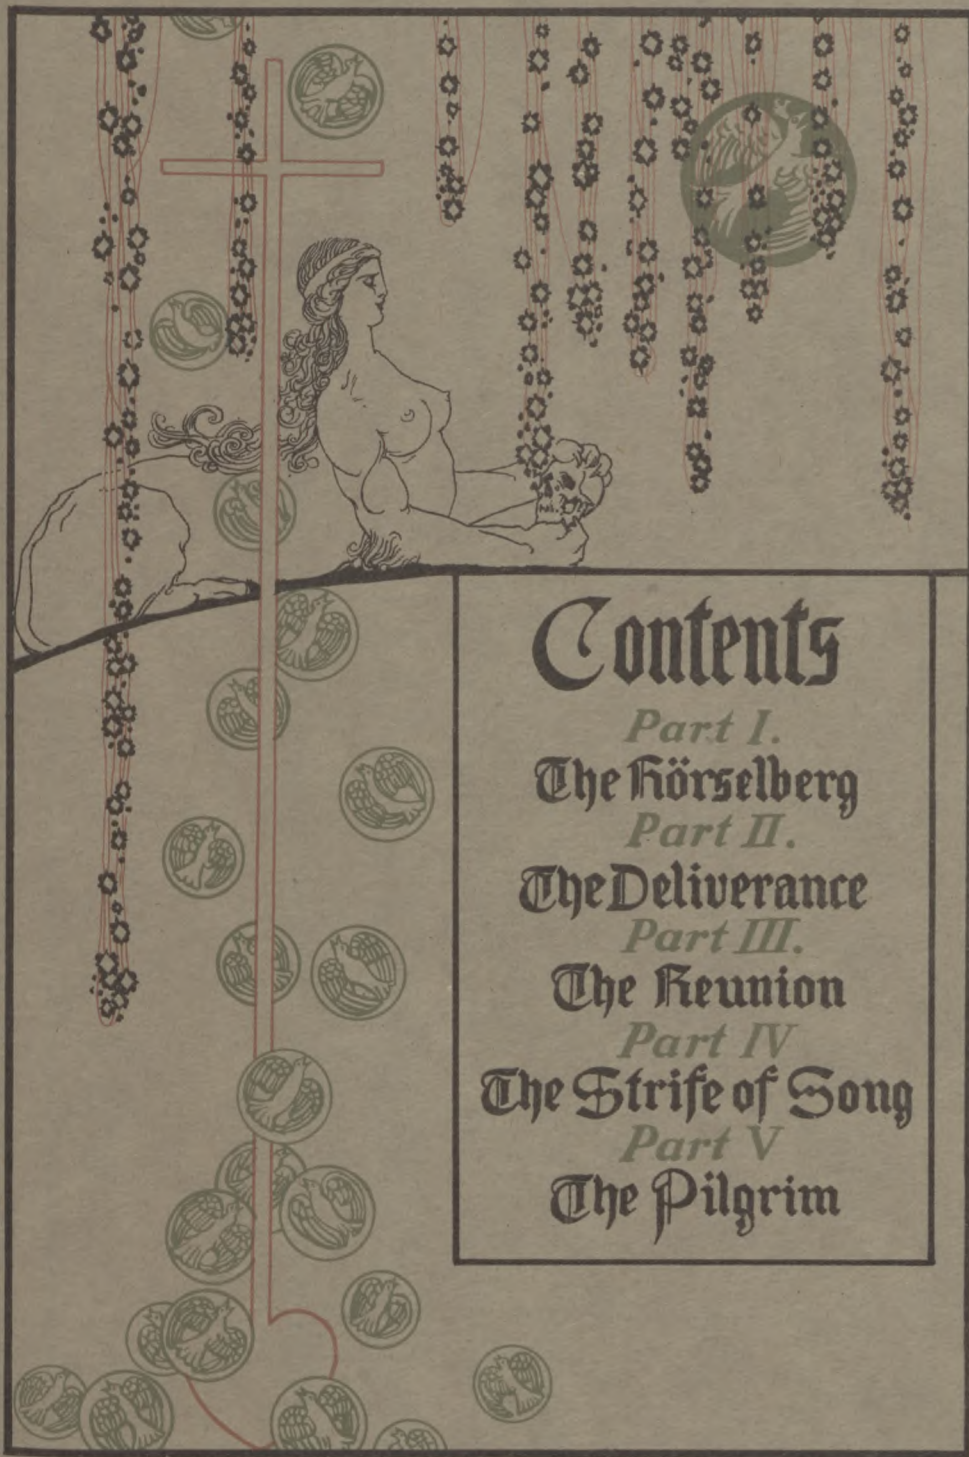 Contents
Part I.
The Hörselberg
Part II.
The Deliverance
Part III.
The Reunion
Part IV
The Strife of Song
Part V
The Pilgrim